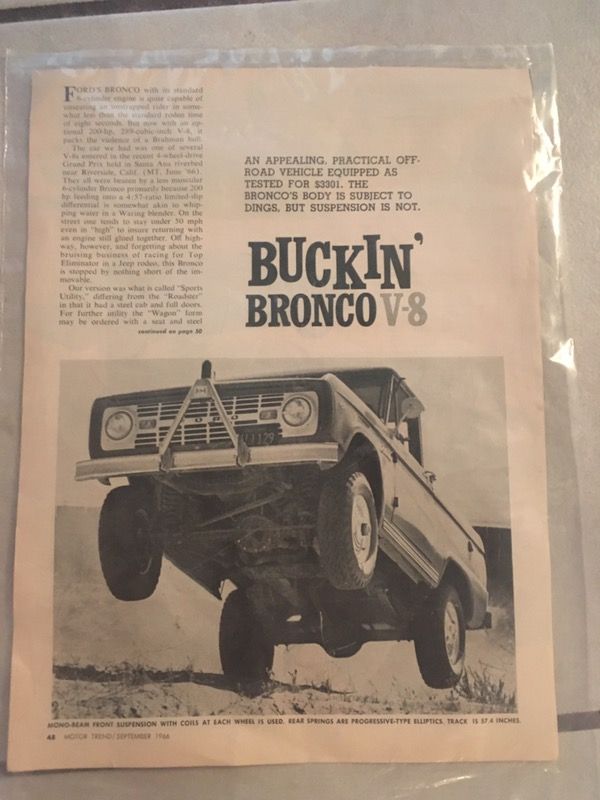 FORD'S BRONCO with its standard
6-cylinder engine is quite capable of
unseating an unstrapped rider in some-
what less than the standard rodeo time
of eight seconds. But now with an op-
tional 200-hp, 289-cubic-inch V-8, it
packs the violence of a Brahman bull.
The car we had was one of several
V-8s entered in the recent 4-wheel-drive
Grand Prix held in Santa Ana riverbed
near Riverside, Calif. (MT, June '66).
They all were beaten by a less muscular
6-cylinder Bronco primarily because 200
hp feeding into a 4:57-ratio limited-slip
differential is somewhat akin to whip-
ping water in a Waring blender. On the
street one tends to stay under 50 mph
even in "high" to insure returning with
an engine still glued together. Off high-
way, however, and forgetting about the
bruising business of racing for Top
Eliminator in a Jeep rodeo, this Bronco
is stopped by nothing short of the im-
movable.
Our version was what is called "Sports
Utility," differing from the "Roadster"
in that it had a steel cab and full doors.
For further utility the "Wagon" form
may be ordered with a seat and steel
continued on page 50
AN APPEALING, PRACTICAL OFF-
ROAD VEHICLE EQUIPPED AS
TESTED FOR $3301. THE
BRONCO'S BODY IS SUBJECT TO
DINGS, BUT SUSPENSION IS NOT.
BUCKIN'
BRONCO V-8
FORD
MONO-BEAM FRONT SUSPENSION WITH COILS AT EACH WHEEL IS USED. REAR SPRINGS ARE PROGRESSIVE-TYPE ELLIPTICS. TRACK IS 57.4 INCHES.
48 MOTOR TREND/SEPTEMBER 1966